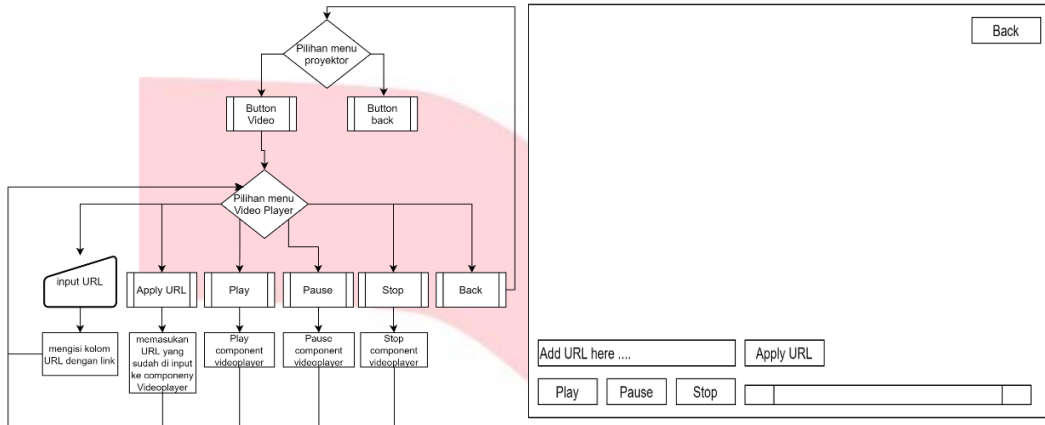 Pilihan menu
proyektor
Button
Video
Button
back
Pilihan menu
Video Player
input URL
Apply URL
Play
Pause
Stop
Back
mengisi kolom
URL dengan link
memasukan
URL yang
sudah di input
ke componeny
Videoplayer
Play
component
videoplayer
Pause
component
videoplayer
Stop
component
videoplayer
Back
Add URL here ....
Apply URL
Play
Pause
Stop